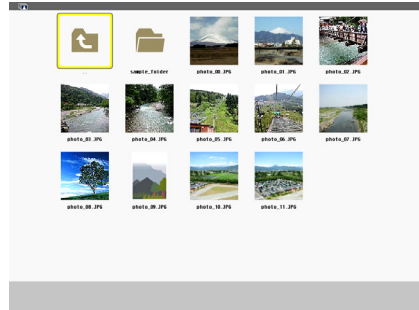 ..
sample_folder
photo_00.JPG
photo_01.JPG
photo_02.JPG
photo_03.JPG
photo_04.JPG
photo_05.JPG
photo_06.JPG
photo_07.JPG
photo_08.JPG
photo_09.JPG
photo_10.JPG
photo_11.JPG